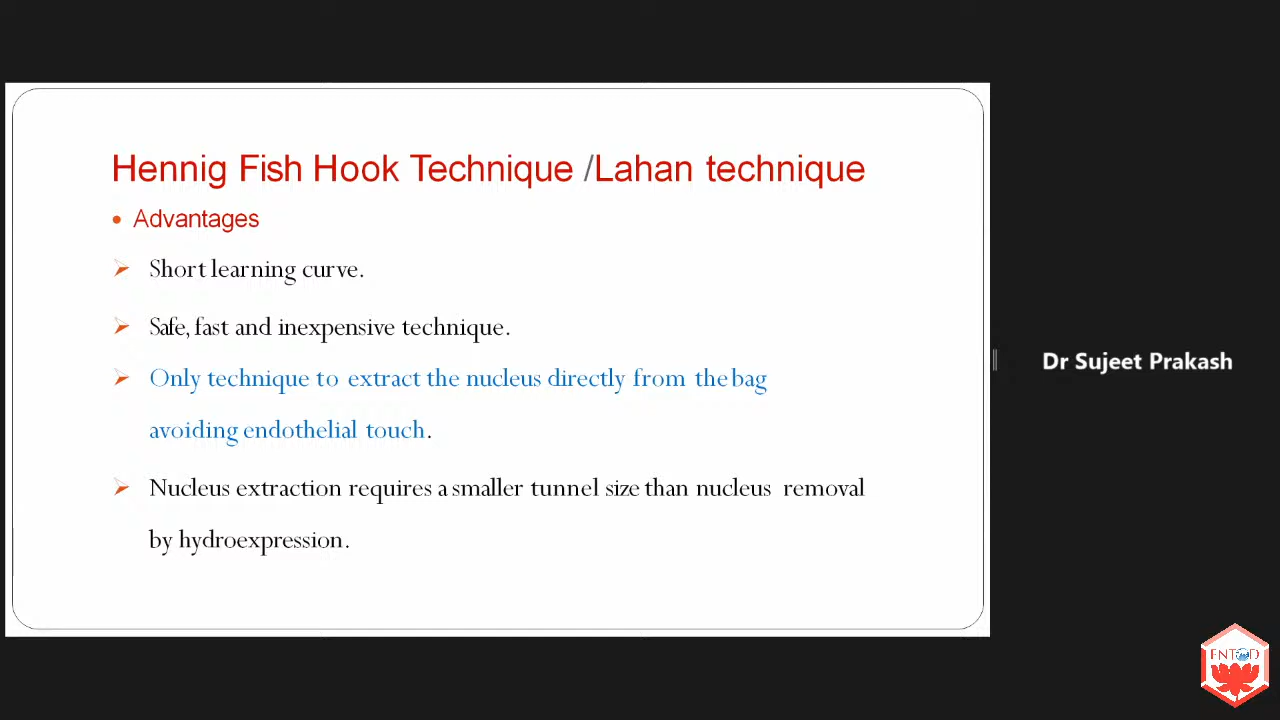 Hennig Fish Hook Technique /Lahan technique
• Advantages
➢ Short learning curve.
➢ Safe, fast and inexpensive technique.
➢ Only technique to extract the nucleus directly from the bag
avoiding endothelial touch.
➢ Nucleus extraction requires a smaller tunnel size than nucleus removal
by hydroexpression.
Dr Sujeet Prakash
ENTOD